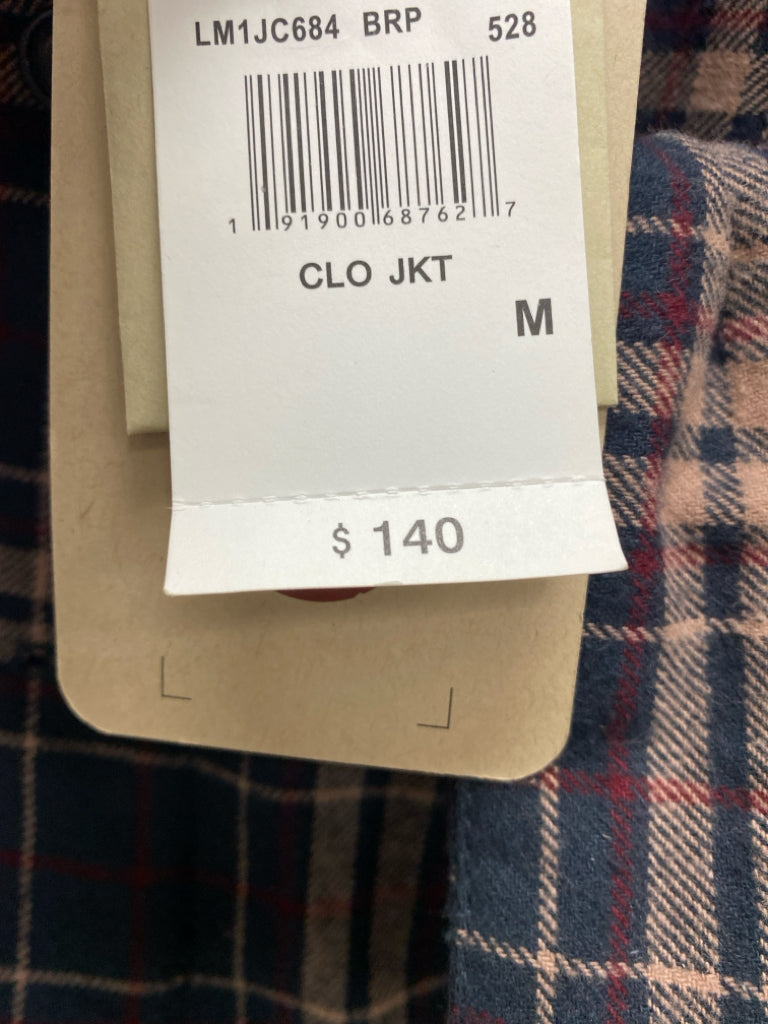 LM1JC684 BRP 528
1 91900 68762 7
CLO JKT
M
$ 140